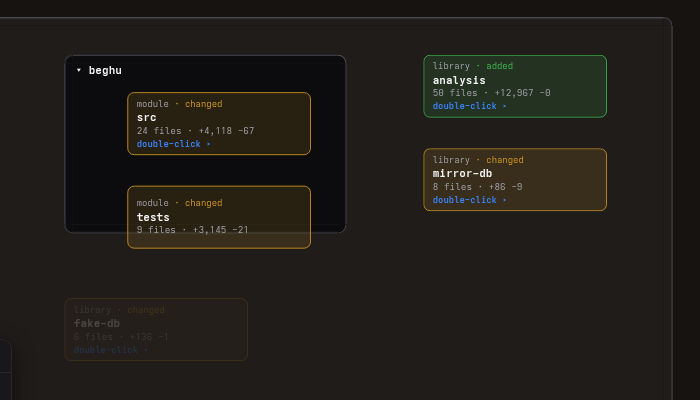 ▾ beghu
module · changed
src
24 files · +4,118 −67
double-click ▸
module · changed
tests
9 files · +3,145 −21
library · added
analysis
50 files · +12,967 −0
double-click ▸
library · changed
mirror-db
8 files · +86 −9
double-click ▸
library · changed
fake-db
6 files · +136 −1
double-click ▸